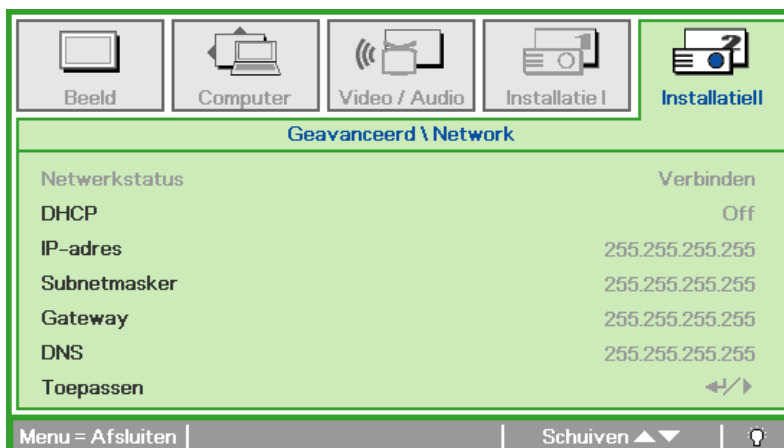 Beeld Computer Video / Audio Installatie I InstallatieII
Geavanceerd \ Network
Netwerkstatus Verbinden
DHCP Off
IP-adres 255.255.255.255
Subnetmasker 255.255.255.255
Gateway 255.255.255.255
DNS 255.255.255.255
Toepassen
Menu = Afsluiten Schuiven